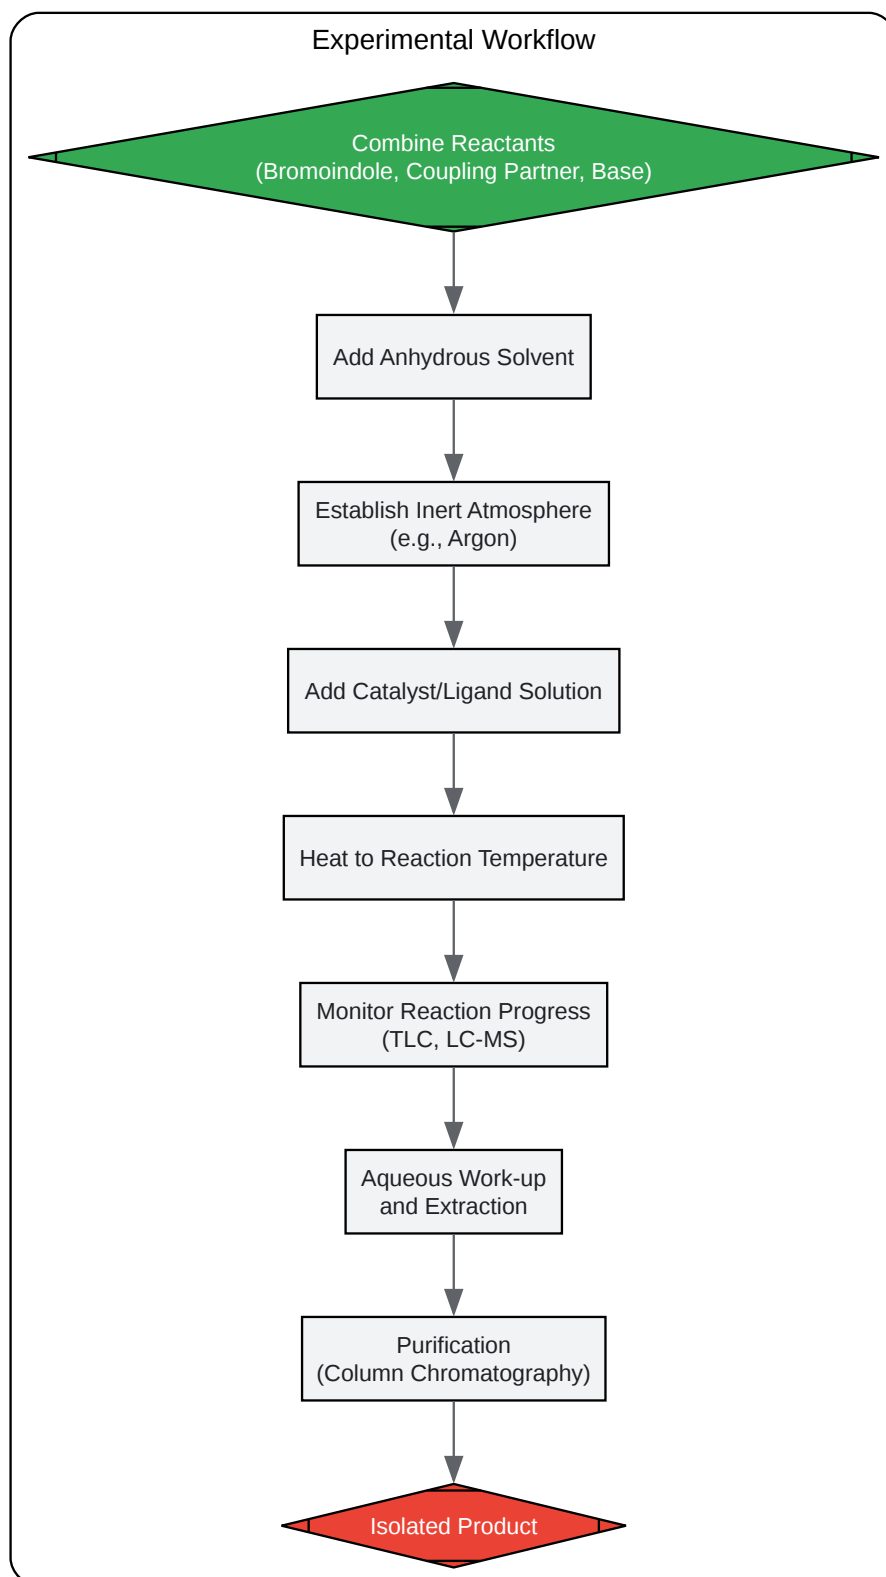 Experimental Workflow
Combine Reactants
(Bromoindole, Coupling Partner, Base)
Add Anhydrous Solvent
Establish Inert Atmosphere
(e.g., Argon)
Add Catalyst/Ligand Solution
Heat to Reaction Temperature
Monitor Reaction Progress
(TLC, LC-MS)
Aqueous Work-up
and Extraction
Purification
(Column Chromatography)
Isolated Product